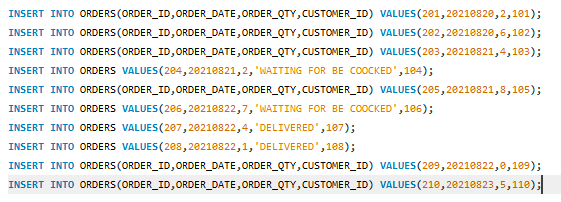 INSERT INTO ORDERS(ORDER_ID,ORDER_DATE,ORDER_QTY,CUSTOMER_ID) VALUES(201,20210820,2,101);
INSERT INTO ORDERS(ORDER_ID,ORDER_DATE,ORDER_QTY,CUSTOMER_ID) VALUES(202,20210820,6,102);
INSERT INTO ORDERS(ORDER_ID,ORDER_DATE,ORDER_QTY,CUSTOMER_ID) VALUES(203,20210821,4,103);
INSERT INTO ORDERS VALUES(204,20210821,2,'WAITING FOR BE COOCKED',104);
INSERT INTO ORDERS(ORDER_ID,ORDER_DATE,ORDER_QTY,CUSTOMER_ID) VALUES(205,20210821,8,105);
INSERT INTO ORDERS VALUES(206,20210822,7,'WAITING FOR BE COOCKED',106);
INSERT INTO ORDERS VALUES(207,20210822,4,'DELIVERED',107);
INSERT INTO ORDERS VALUES(208,20210822,1,'DELIVERED',108);
INSERT INTO ORDERS(ORDER_ID,ORDER_DATE,ORDER_QTY,CUSTOMER_ID) VALUES(209,20210822,0,109);
INSERT INTO ORDERS(ORDER_ID,ORDER_DATE,ORDER_QTY,CUSTOMER_ID) VALUES(210,20210823,5,110);